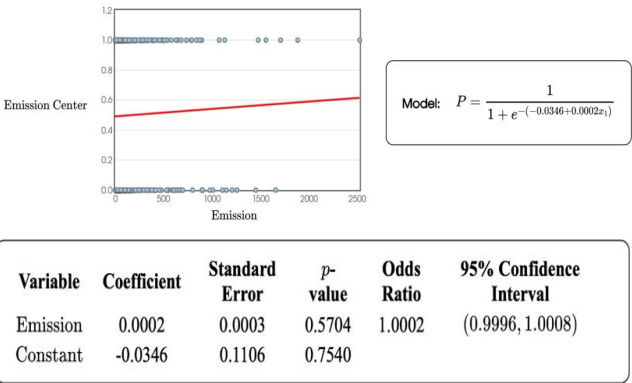 1.2
1.0
0.8
Emission Center 0.6
0.4
0.2
0.0
0 500 1000 1500 2000 2500
Emission
Model: P = 1 / (1 + e^-(-0.0346+0.0002x₁))
Variable Coefficient Standard Error p-value Odds Ratio 95% Confidence Interval
Emission 0.0002 0.0003 0.5704 1.0002 (0.9996, 1.0008)
Constant -0.0346 0.1106 0.7540